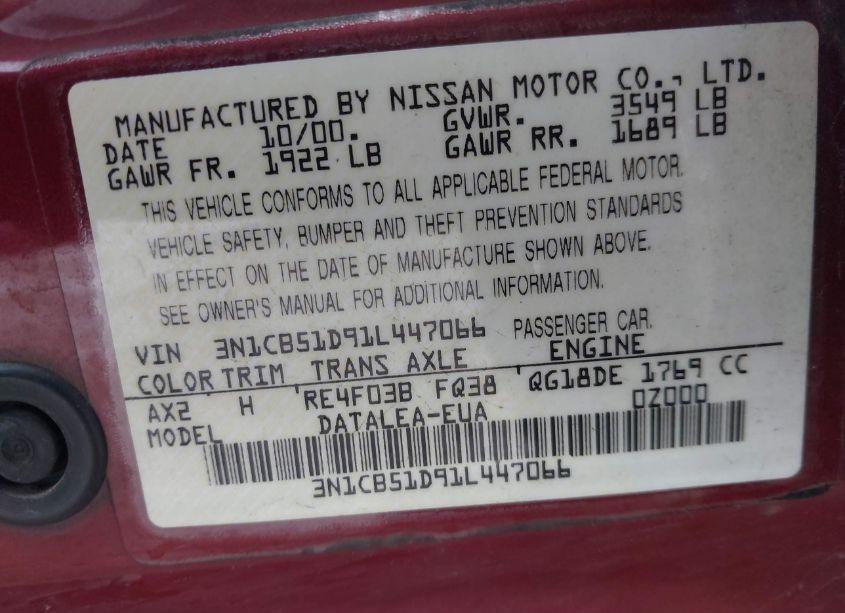 MANUFACTURED BY NISSAN MOTOR CO., LTD.
DATE 10/00. GVWR. 3549 LB
GAWR FR. 1922 LB GAWR RR. 1689 LB
THIS VEHICLE CONFORMS TO ALL APPLICABLE FEDERAL MOTOR.
VEHICLE SAFETY, BUMPER AND THEFT PREVENTION STANDARDS
IN EFFECT ON THE DATE OF MANUFACTURE SHOWN ABOVE.
SEE OWNER'S MANUAL FOR ADDITIONAL INFORMATION.
VIN 3N1CB51D91L447066 PASSENGER CAR.
COLOR TRIM TRANS AXLE ENGINE
AX2 H RE4F03B FQ38 QG18DE 1769 CC
MODEL DATALEA-EUA 0Z000
3N1CB51D91L447066